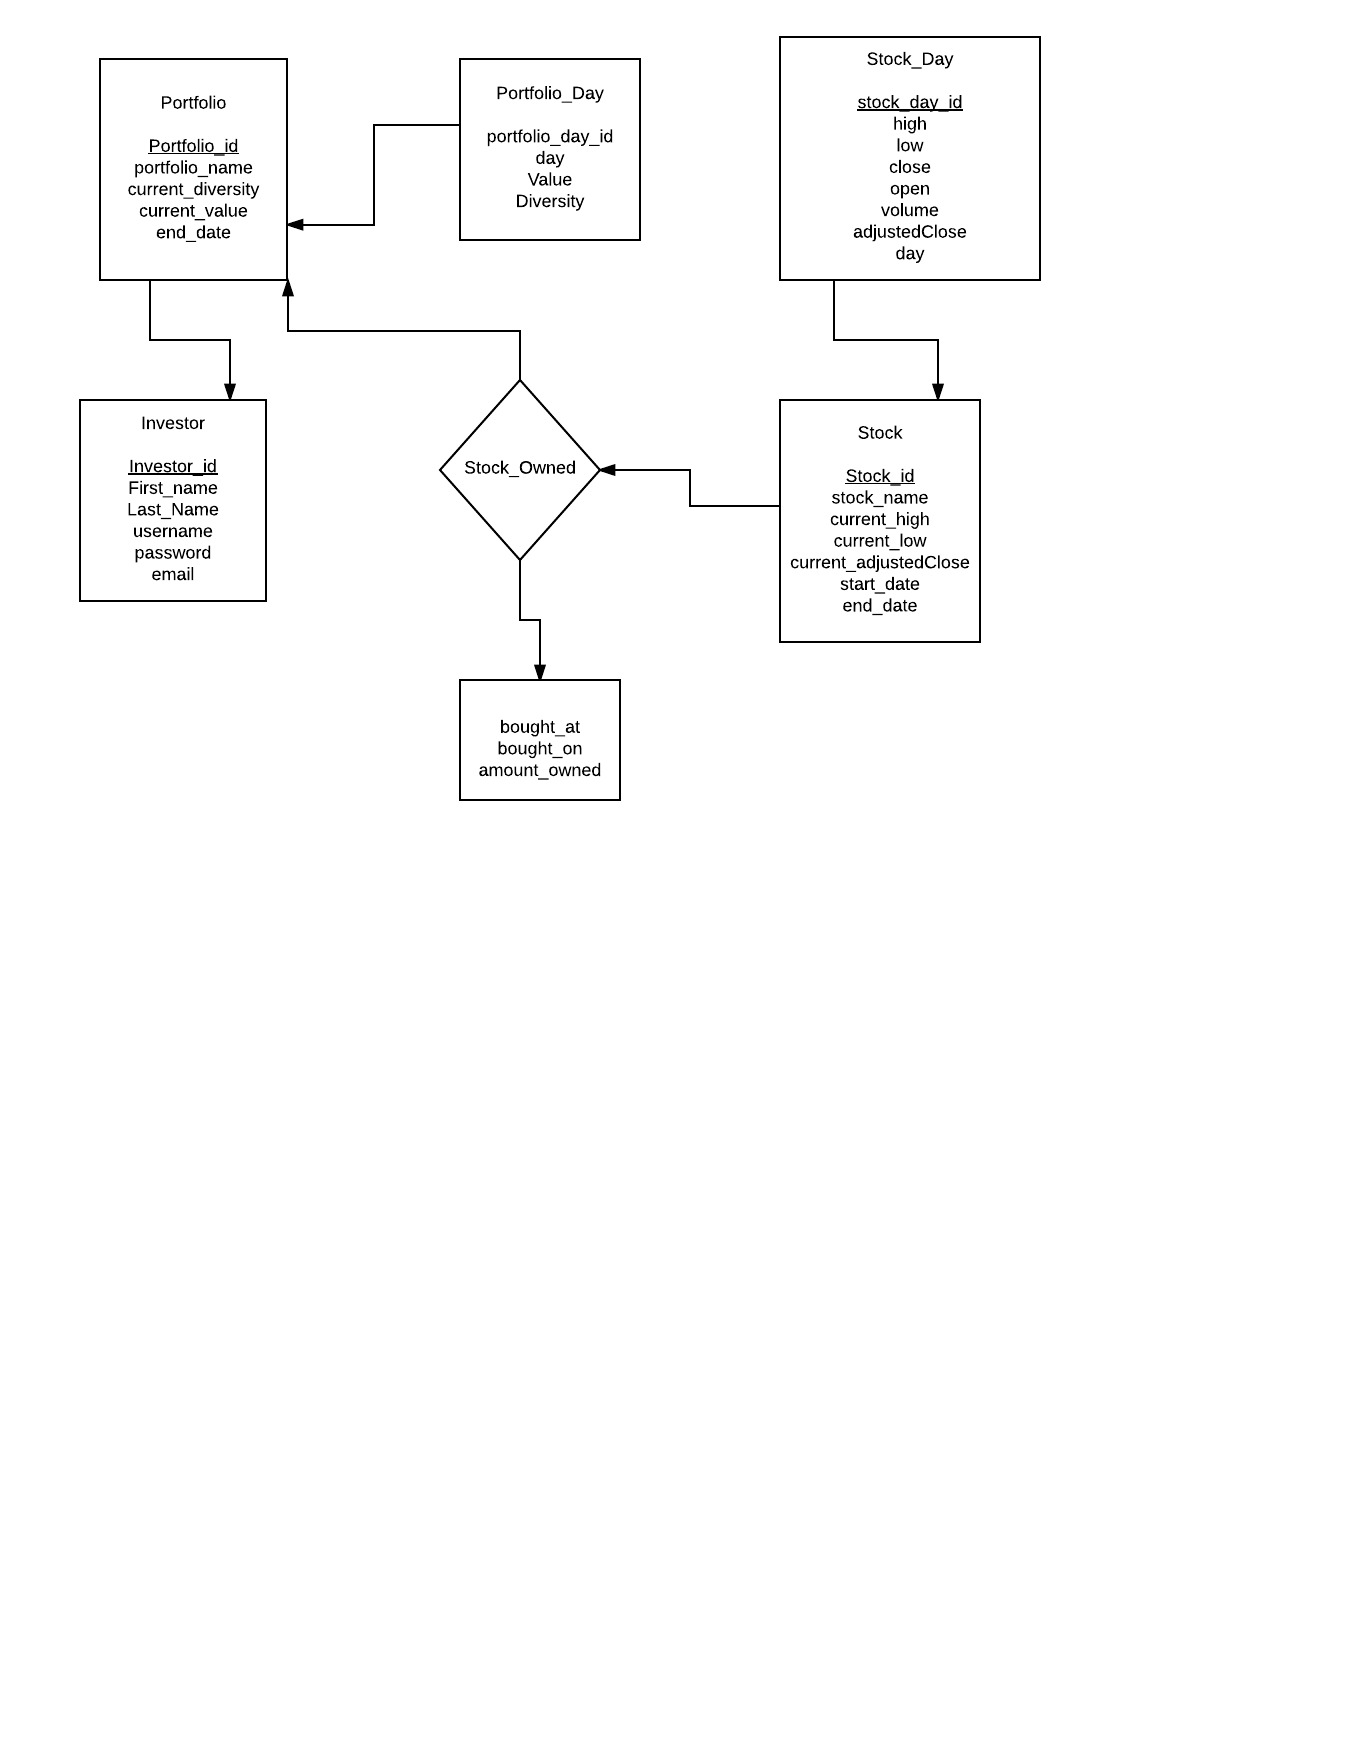 Portfolio
Portfolio_id
portfolio_name
current_diversity
current_value
end_date
Portfolio_Day
portfolio_day_id
day
Value
Diversity
Stock_Day
stock_day_id
high
low
close
open
volume
adjustedClose
day
Investor
Investor_id
First_name
Last_Name
username
password
email
Stock_Owned
Stock
Stock_id
stock_name
current_high
current_low
current_adjustedClose
start_date
end_date
bought_at
bought_on
amount_owned